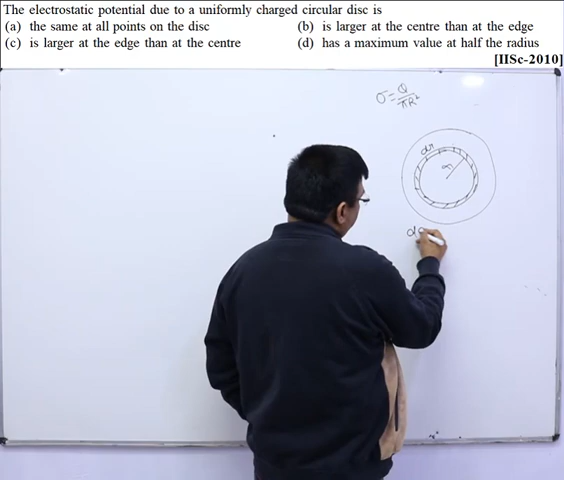 The electrostatic potential due to a uniformly charged circular disc is
(a) the same at all points on the disc (b) is larger at the centre than at the edge
(c) is larger at the edge than at the centre (d) has a maximum value at half the radius
[IISc-2010]
σ = Q/πR²
dr
r